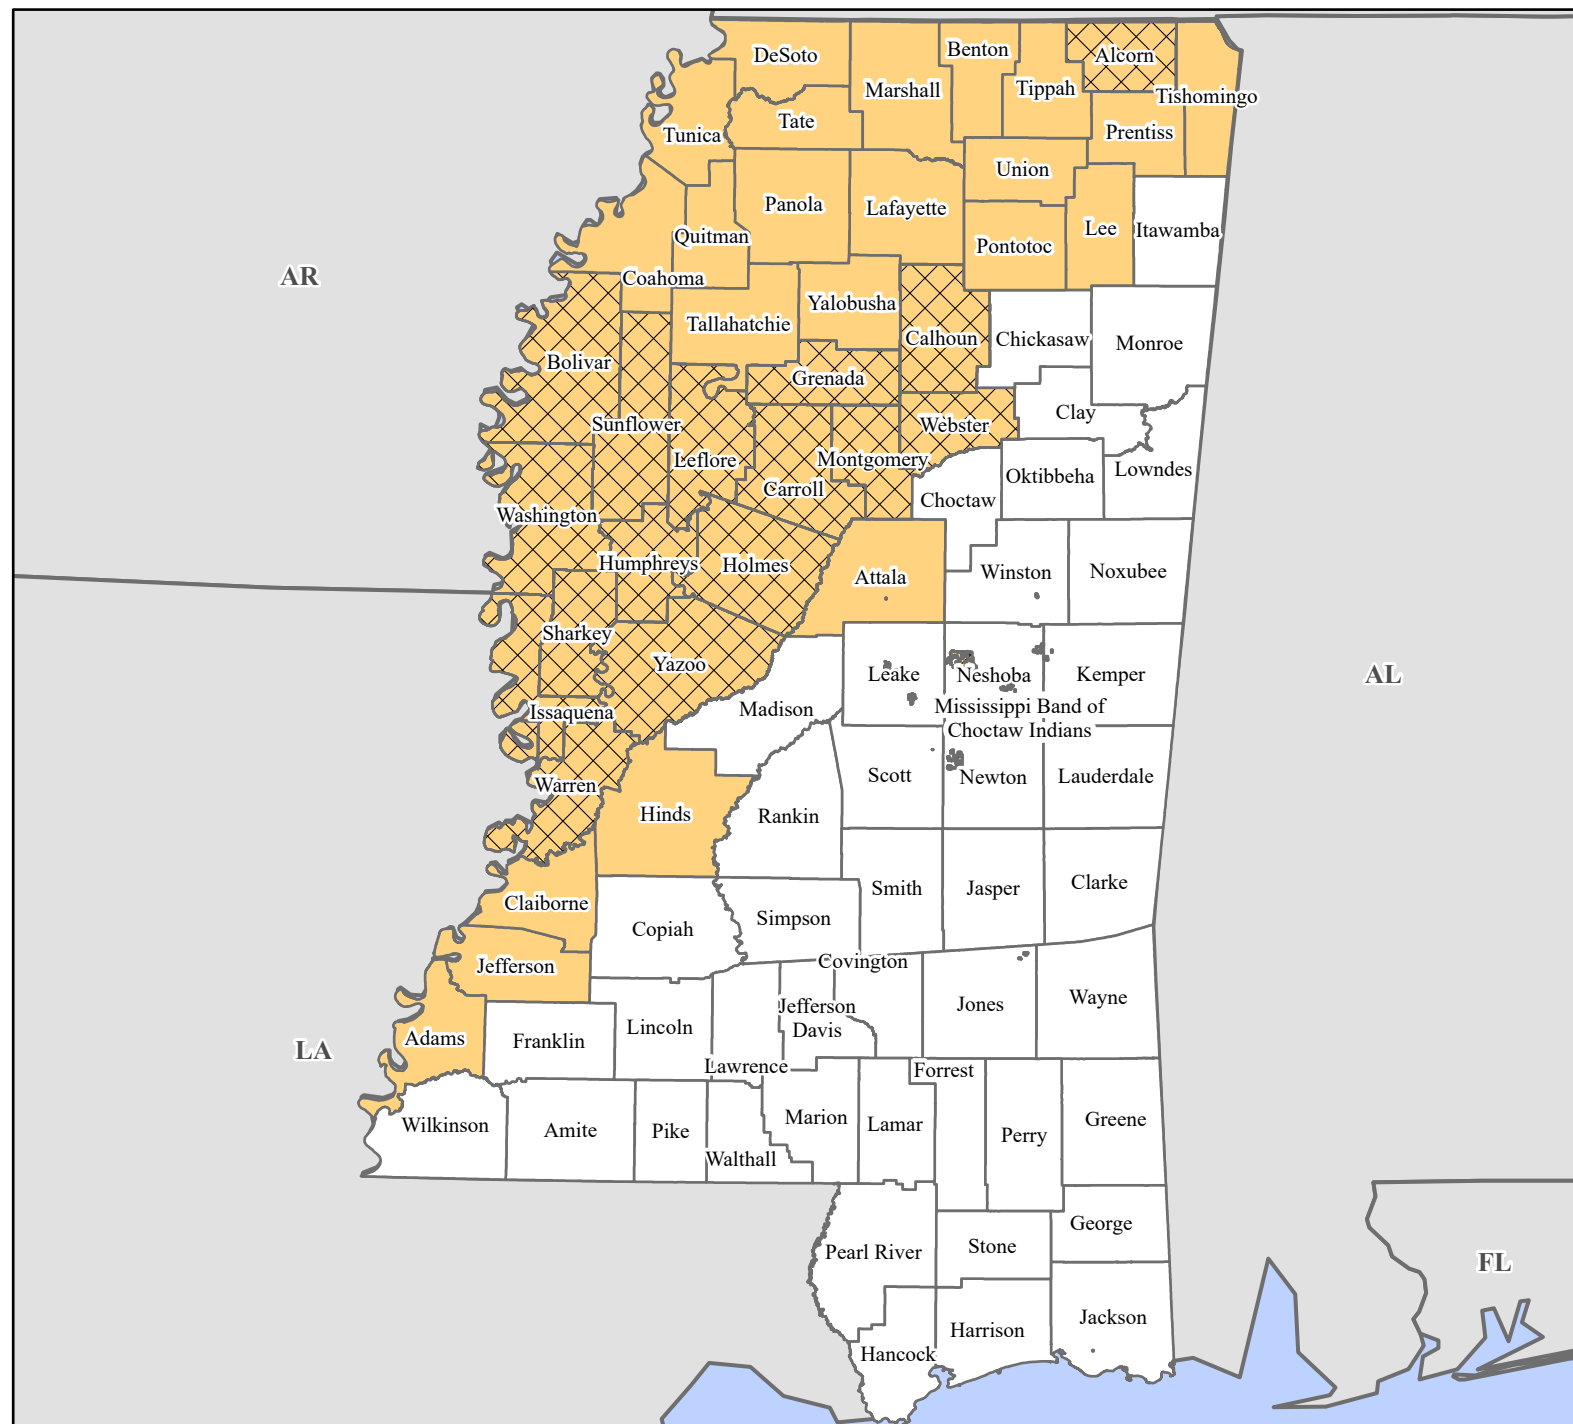 Benton
DeSoto
Alcorn
Marshall
Tippah
Tishomingo
Tate
Tunica
Prentiss
Union
Panola
Lafayette
Lee
Itawamba
Quitman
Pontotoc
AR
Coahoma
Yalobusha
Tallahatchie
Calhoun
Chickasaw
Monroe
Bolivar
Grenada
Clay
Sunflower
Webster
Leflore
Montgomery
Lowndes
Oktibbeha
Carroll
Choctaw
Washington
Humphreys
Holmes
Attala
Winston
Noxubee
Sharkey
Yazoo
Leake
Neshoba
Kemper
AL
Issaquena
Madison
Mississippi Band of
Choctaw Indians
Scott
Newton
Lauderdale
Warren
Hinds
Rankin
Smith
Jasper
Clarke
Claiborne
Simpson
Copiah
Covington
Jefferson
Wayne
Jones
Jefferson
Davis
Lincoln
Adams
Franklin
LA
Lawrence
Forrest
Marion
Greene
Wilkinson
Lamar
Amite
Pike
Perry
Walthall
George
Stone
Pearl River
FL
Jackson
Harrison
Hancock